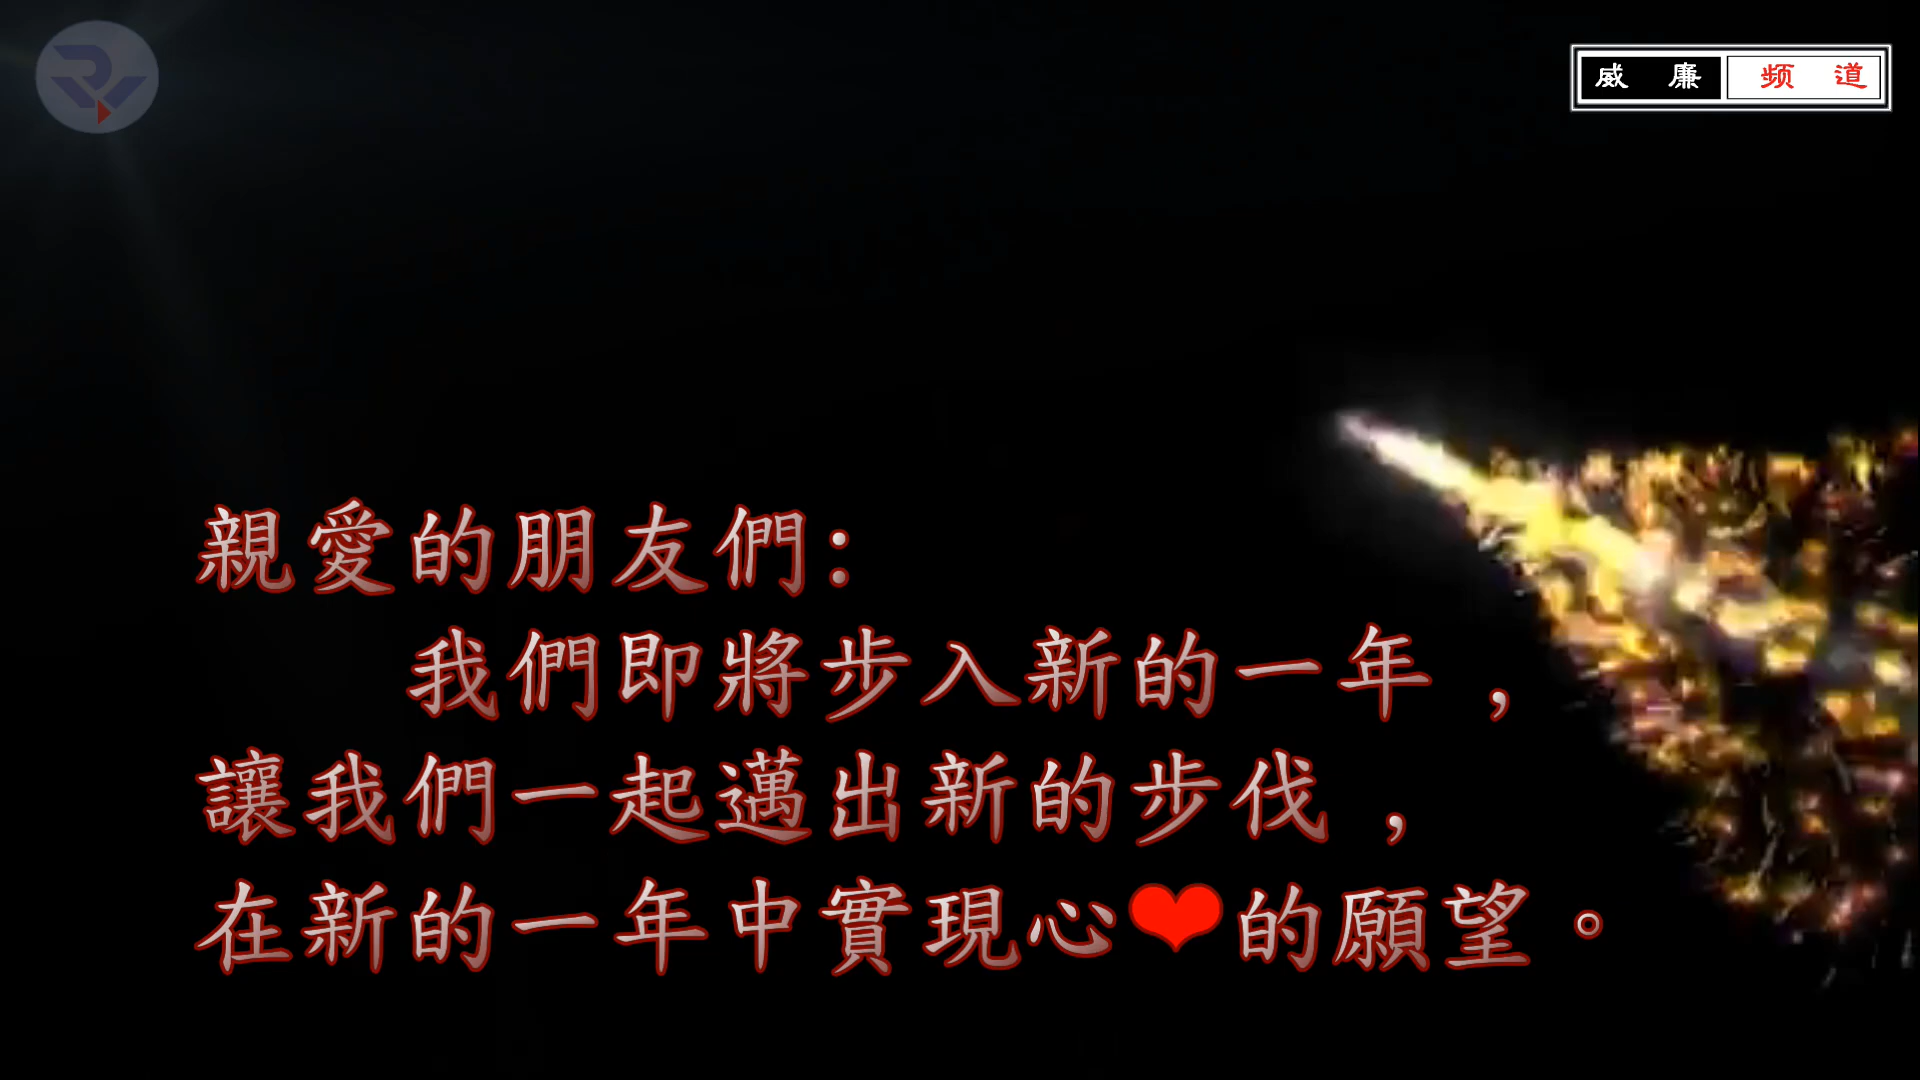 威廉频道
親愛的朋友們：
我們即將步入新的一年，
讓我們一起邁出新的步伐，
在新的一年中實現心❤的願望。